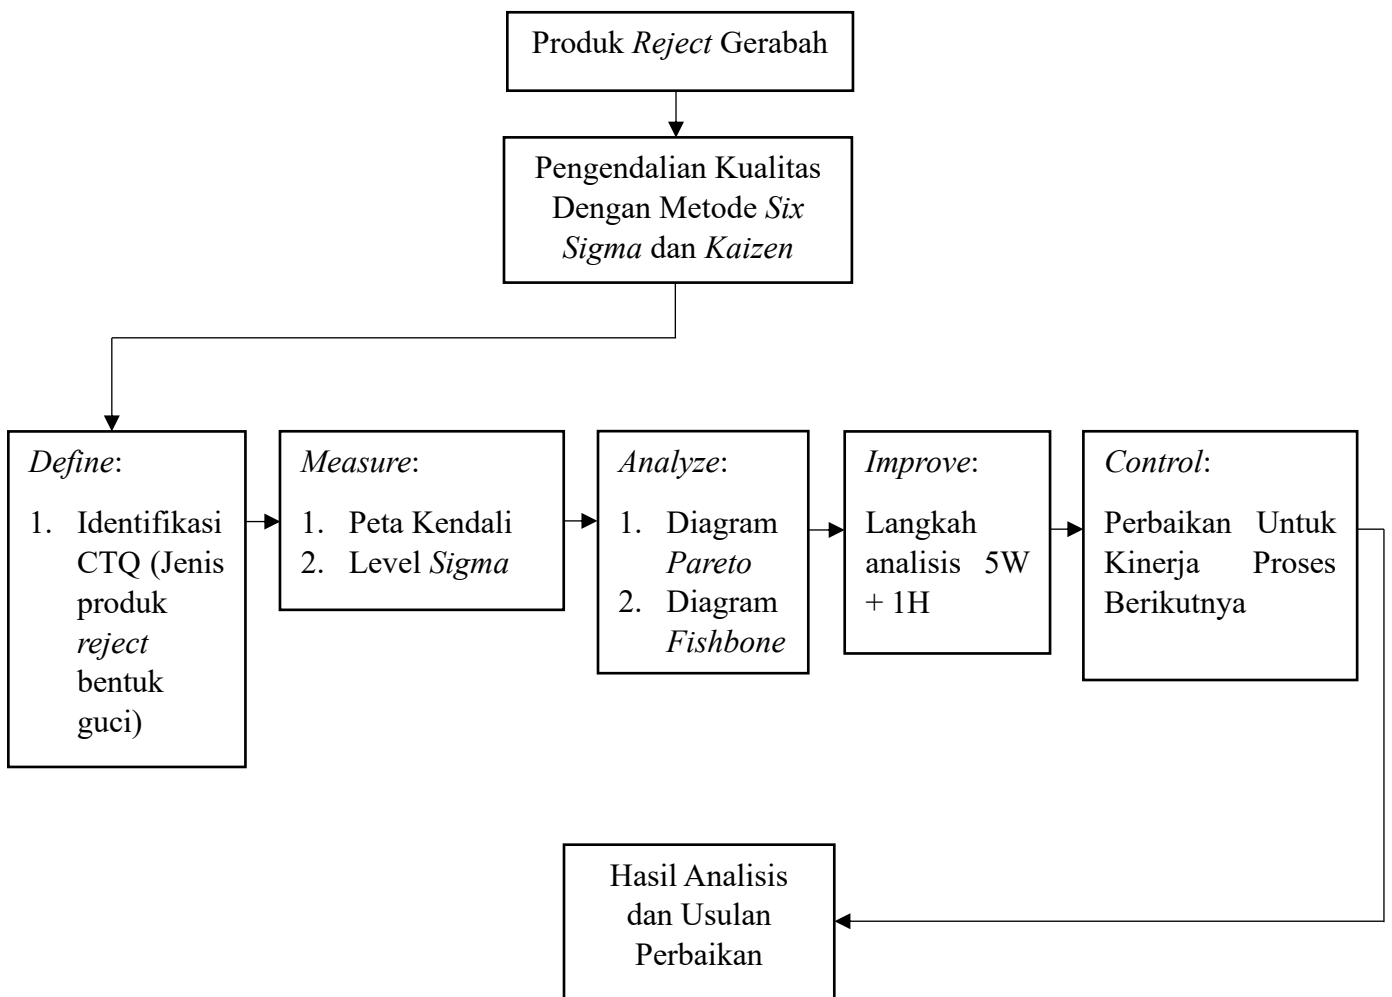 Produk Reject Gerabah
Pengendalian Kualitas
Dengan Metode Six
Sigma dan Kaizen
Define:
1. Identifikasi
CTQ (Jenis
produk
reject
bentuk
guci)
Measure:
1. Peta Kendali
2. Level Sigma
Analyze:
1. Diagram
Pareto
2. Diagram
Fishbone
Improve:
Langkah
analisis 5W
+ 1H
Control:
Perbaikan Untuk
Kinerja Proses
Berikutnya
Hasil Analisis
dan Usulan
Perbaikan